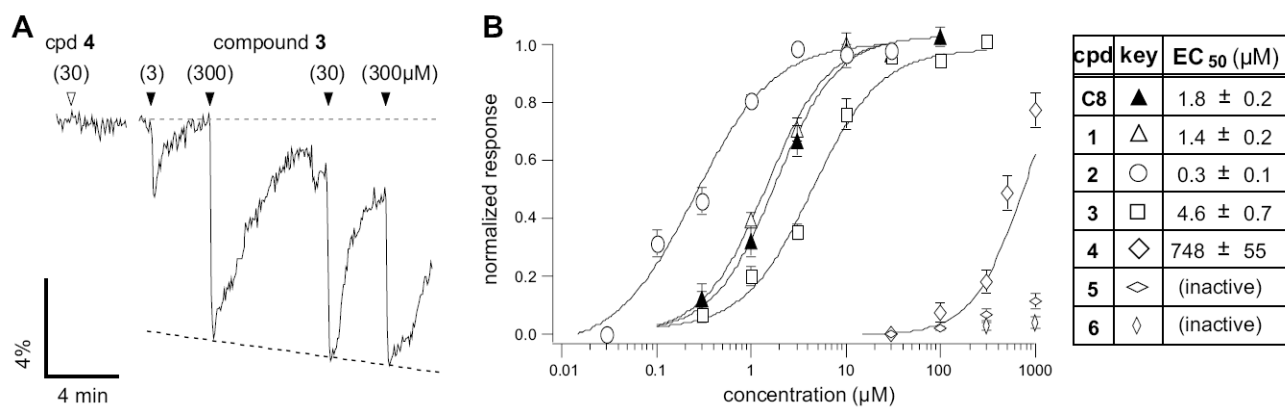 A
cpd 4
compound 3
(30)
(3)
(300)
(30)
(300μM)
4%
4 min
B
normalized response
1.0
0.8
0.6
0.4
0.2
0.0
0.01
0.1
1
10
100
1000
concentration (μM)
cpd key EC 50 (μM)
C8 1.8 ± 0.2
1 1.4 ± 0.2
2 0.3 ± 0.1
3 4.6 ± 0.7
4 748 ± 55
5 (inactive)
6 (inactive)